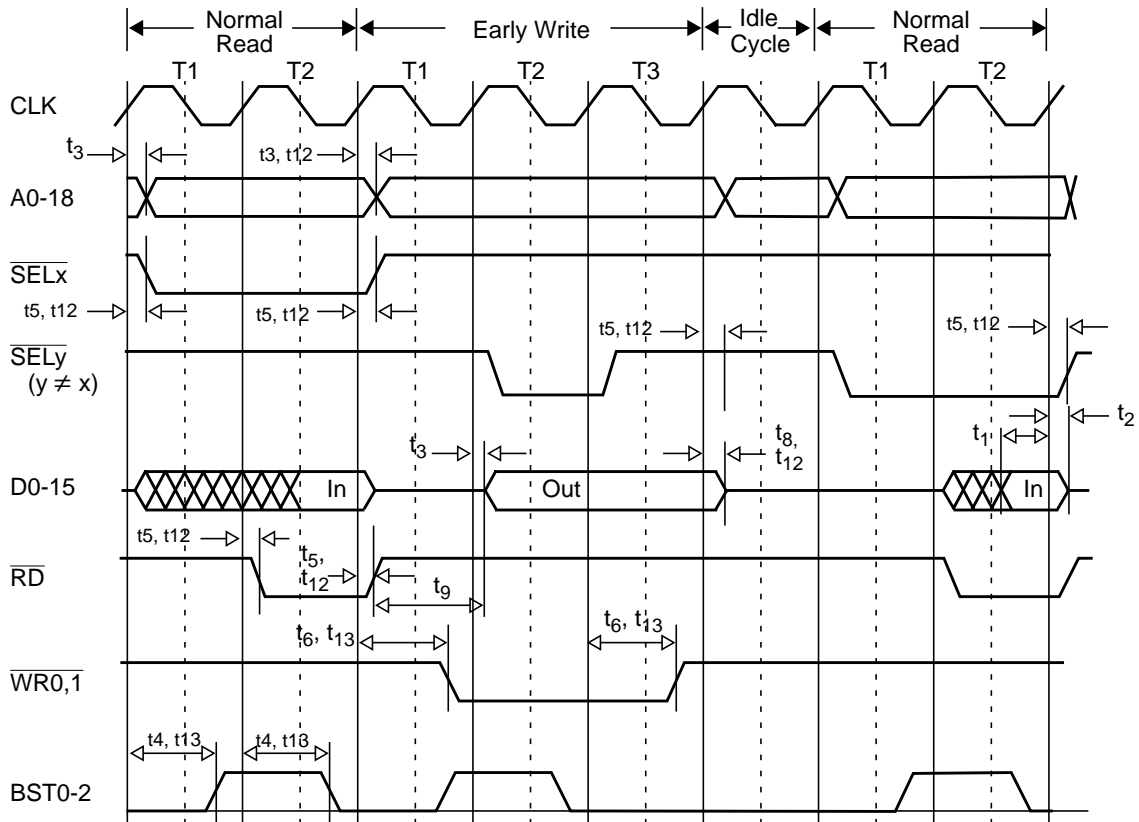 Normal Read
Early Write
Idle Cycle
Normal Read
T1 T2 T1 T2 T3 T1 T2
CLK
t3 t3, t12
A0-18
SELx
t5, t12 t5, t12 t5, t12 t5, t12
SELy
(y ≠ x)
t2
t3 t8, t12 t1
D0-15 In Out In
t5, t12 t5, t12
RD
t9
t6, t13 t6, t13
WR0,1
t4, t13 t4, t13
BST0-2